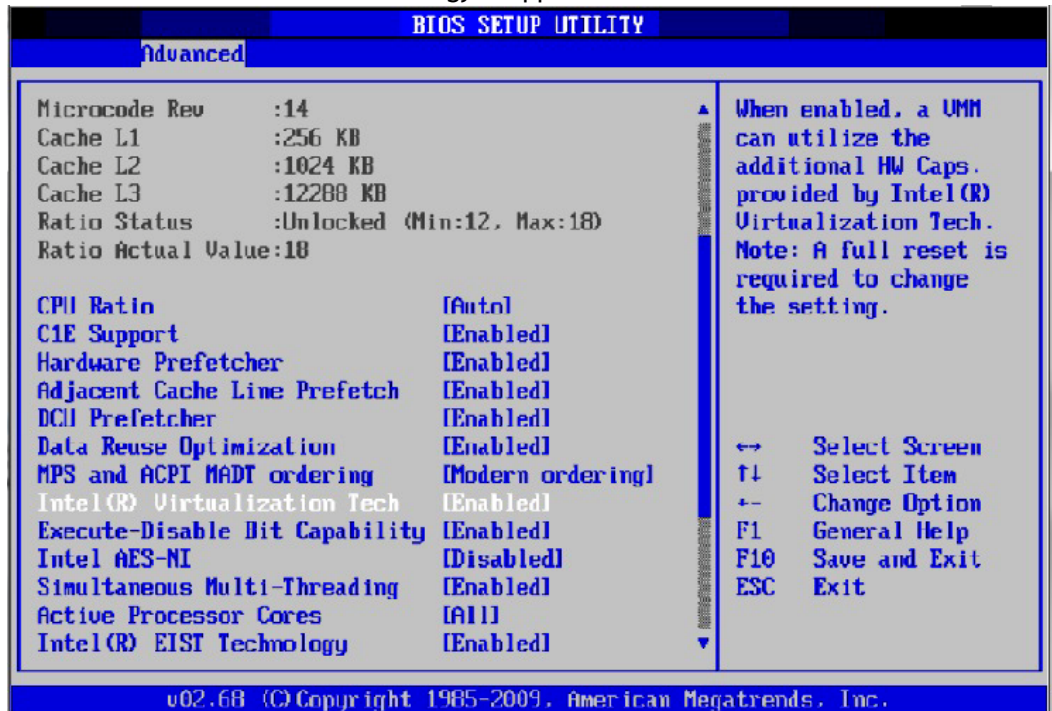 BIOS SETUP UTILITY
Advanced
Microcode Rev :14
Cache L1 :256 KB
Cache L2 :1024 KB
Cache L3 :12288 KB
Ratio Status :Unlocked (Min:12, Max:18)
Ratio Actual Value:18
CPU Ratio [Auto]
C1E Support [Enabled]
Hardware Prefetcher [Enabled]
Adjacent Cache Line Prefetch [Enabled]
DCU Prefetcher [Enabled]
Data Reuse Optimization [Enabled]
MPS and ACPI MADT ordering [Modern ordering]
Intel(R) Virtualization Tech [Enabled]
Execute-Disable Bit Capability [Enabled]
Intel AES-NI [Disabled]
Simultaneous Multi-Threading [Enabled]
Active Processor Cores [All]
Intel(R) EIST Technology [Enabled]
When enabled, a VMM
can utilize the
additional HW Caps.
provided by Intel(R)
Virtualization Tech.
Note: A full reset is
required to change
the setting.
←→ Select Screen
↑↓ Select Item
+- Change Option
F1 General Help
F10 Save and Exit
ESC Exit
v02.68 (C)Copyright 1985-2009, American Megatrends, Inc.